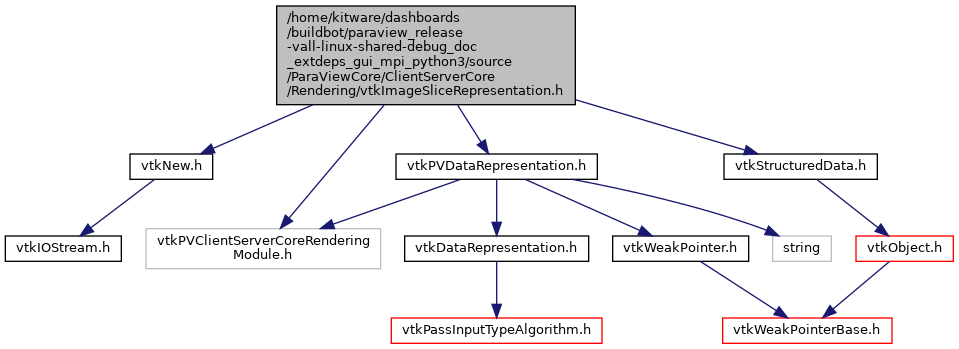 /home/kitware/dashboards
/buildbot/paraview_release
-vall-linux-shared-debug_doc
_extdeps_gui_mpi_python3/source
/ParaViewCore/ClientServerCore
/Rendering/vtkImageSliceRepresentation.h
vtkNew.h
vtkPVDataRepresentation.h
vtkStructuredData.h
vtkIOStream.h
vtkPVClientServerCoreRendering
Module.h
vtkDataRepresentation.h
vtkWeakPointer.h
string
vtkObject.h
vtkPassInputTypeAlgorithm.h
vtkWeakPointerBase.h